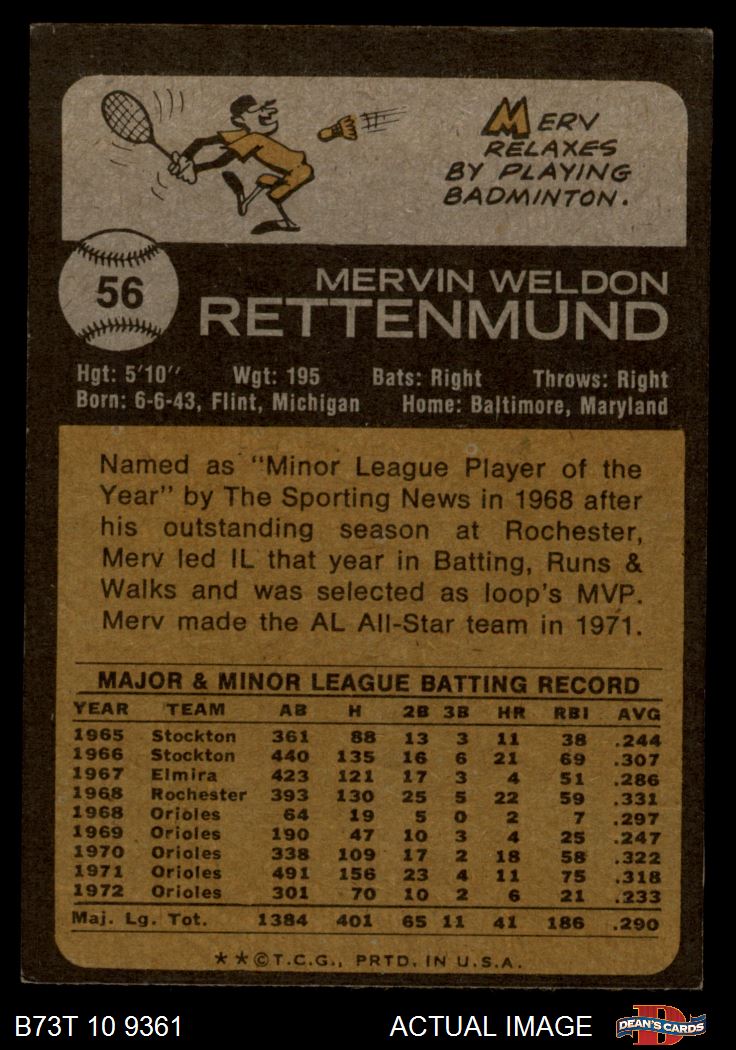 MERV
RELAXES
BY PLAYING
BADMINTON.
56
MERVIN WELDON
RETTENMUND
Hgt: 5'10" Wgt: 195 Bats: Right Throws: Right
Born: 6-6-43, Flint, Michigan Home: Baltimore, Maryland
Named as "Minor League Player of the
Year" by The Sporting News in 1968 after
his outstanding season at Rochester,
Merv led IL that year in Batting, Runs &
Walks and was selected as loop's MVP.
Merv made the AL All-Star team in 1971.
MAJOR & MINOR LEAGUE BATTING RECORD
YEAR TEAM AB H 2B 3B HR RBI AVG
1965 Stockton 361 88 13 3 11 38 .244
1966 Stockton 440 135 16 6 21 69 .307
1967 Elmira 423 121 17 3 4 51 .286
1968 Rochester 393 130 25 5 22 59 .331
1968 Orioles 64 19 5 0 2 7 .297
1969 Orioles 190 47 10 3 4 25 .247
1970 Orioles 338 109 17 2 18 58 .322
1971 Orioles 491 156 23 4 11 75 .318
1972 Orioles 301 70 10 2 6 21 .233
Maj. Lg. Tot. 1384 401 65 11 41 186 .290
★★©T.C.G., PRTD. IN U.S.A.
B73T 10 9361 ACTUAL IMAGE
D
DEAN'S CARDS